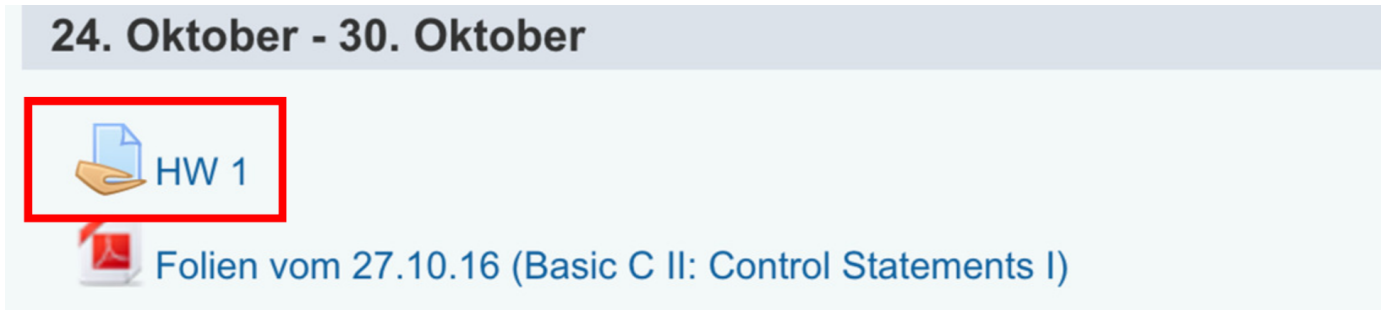 24. Oktober - 30. Oktober
HW 1
Folien vom 27.10.16 (Basic C II: Control Statements I)